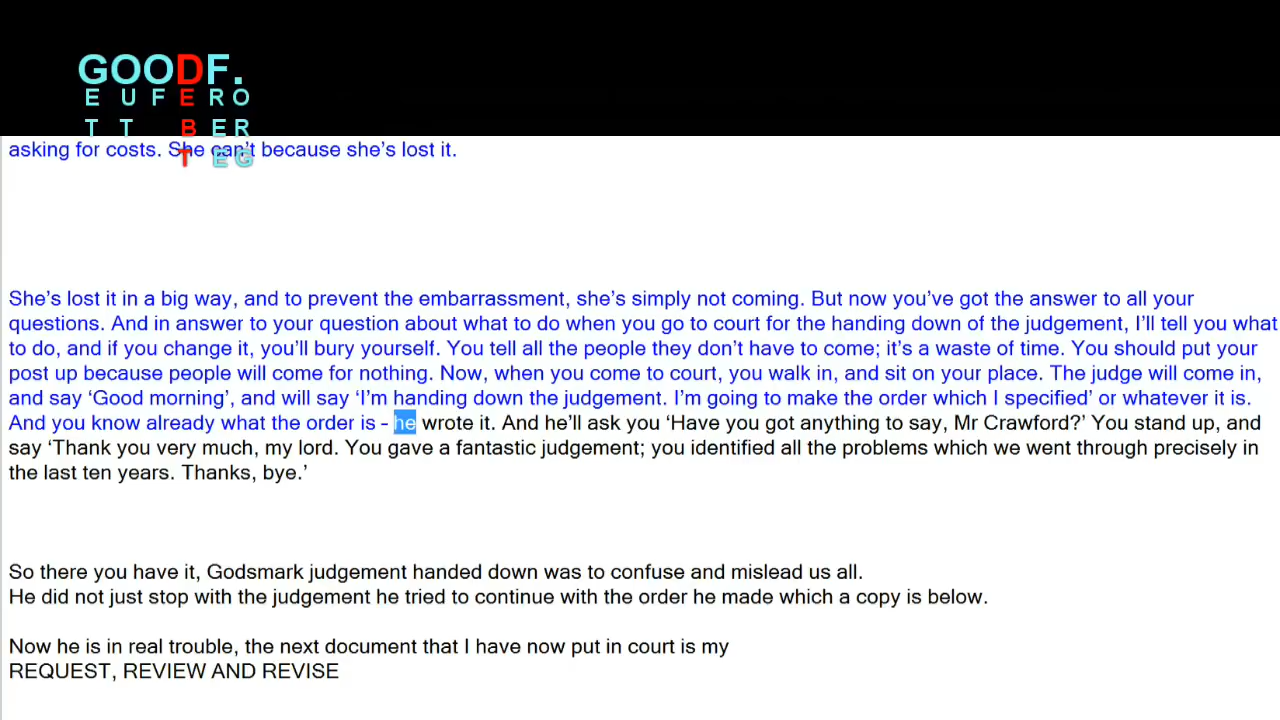 GOODF.
E U F E R O
T T B E R
T E G
asking for costs. She can't because she's lost it.
She's lost it in a big way, and to prevent the embarrassment, she's simply not coming. But now you've got the answer to all your
questions. And in answer to your question about what to do when you go to court for the handing down of the judgement, I'll tell you what
to do, and if you change it, you'll bury yourself. You tell all the people they don't have to come; it's a waste of time. You should put your
post up because people will come for nothing. Now, when you come to court, you walk in, and sit on your place. The judge will come in,
and say ‘Good morning’, and will say ‘I'm handing down the judgement. I'm going to make the order which I specified’ or whatever it is.
And you know already what the order is - he wrote it. And he'll ask you ‘Have you got anything to say, Mr Crawford?’ You stand up, and
say ‘Thank you very much, my lord. You gave a fantastic judgement; you identified all the problems which we went through precisely in
the last ten years. Thanks, bye.’
So there you have it, Godsmark judgement handed down was to confuse and mislead us all.
He did not just stop with the judgement he tried to continue with the order he made which a copy is below.
Now he is in real trouble, the next document that I have now put in court is my
REQUEST, REVIEW AND REVISE